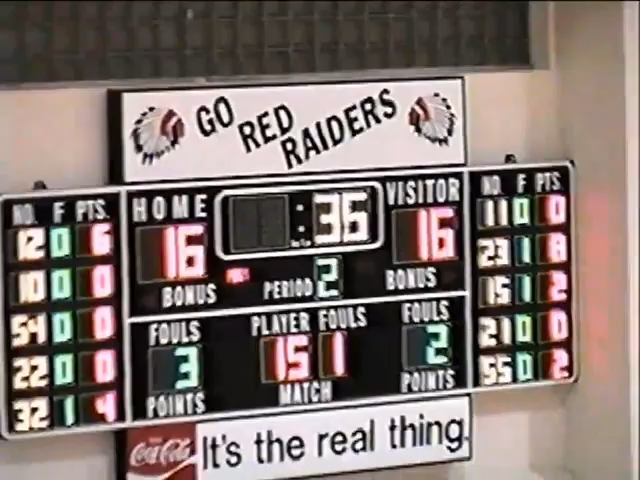 GO RED RAIDERS
HOME :36 VISITOR
16 16
BONUS PERIOD 2 BONUS
NO. F PTS.
12 0 6
10 0 0
54 0 0
22 0 0
32 1 4
FOULS PLAYER FOULS FOULS
3 15 1 2
POINTS MATCH POINTS
NO. F PTS.
11 0 0
23 1 8
15 1 2
21 0 0
55 0 2
Coca-Cola It's the real thing.